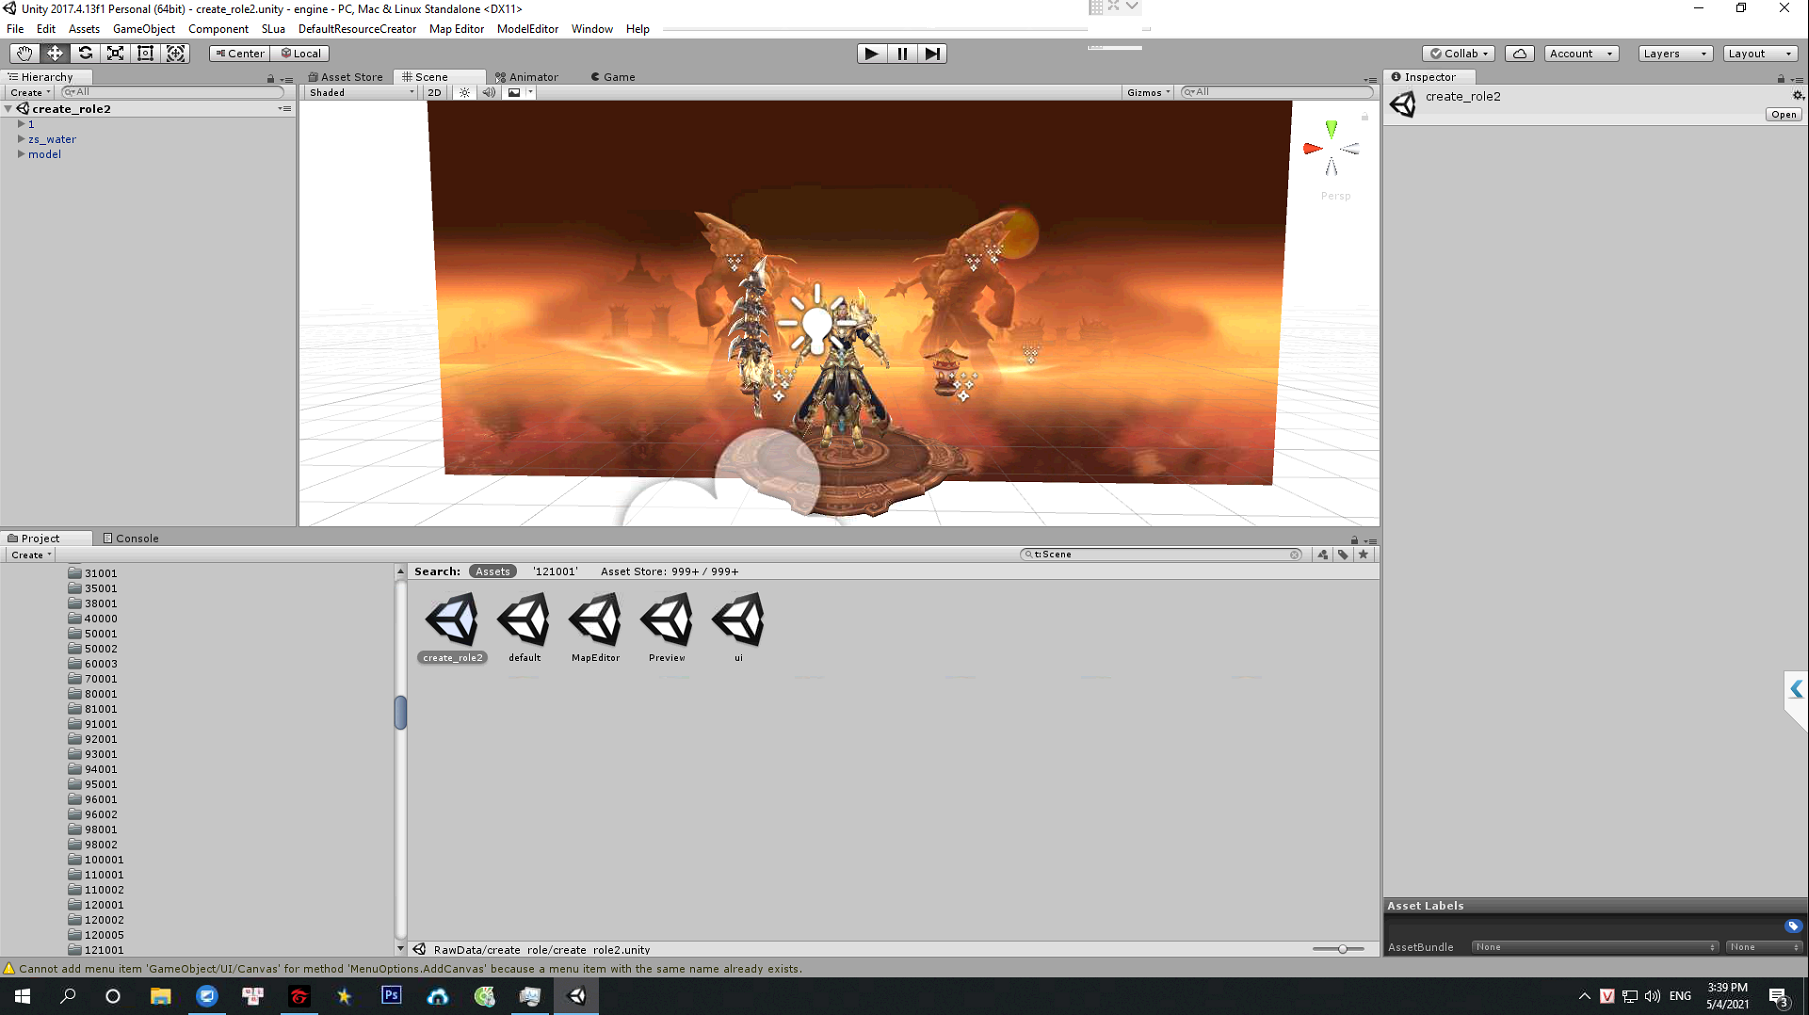 Unity 2017.4.13f1 Personal (64bit) - create_role2.unity - engine - PC, Mac & Linux Standalone <DX11>
File Edit Assets GameObject Component SLua DefaultResourceCreator Map Editor ModelEditor Window Help
Center Local Collab Account Layers Layout
Hierarchy Asset Store Scene Animator Game Inspector
Create All Shaded 2D Gizmos All create_role2
Open
create_role2
1
zs_water
model
Persp
Project Console
Create t:Scene
Search: Assets '121001' Asset Store: 999+ / 999+
31001
35001
38001
40000
50001
50002
60003
70001
80001
81001
91001
92001
93001
94001
95001
96001
96002
98001
98002
100001
110001
110002
120001
120002
120005
121001
create_role2 default MapEditor Preview ui
RawData/create_role/create_role2.unity
Asset Labels
AssetBundle None None
Cannot add menu item 'GameObject/UI/Canvas' for method 'MenuOptions.AddCanvas' because a menu item with the same name already exists.
Ps V ENG 3:39 PM
5/4/2021 3